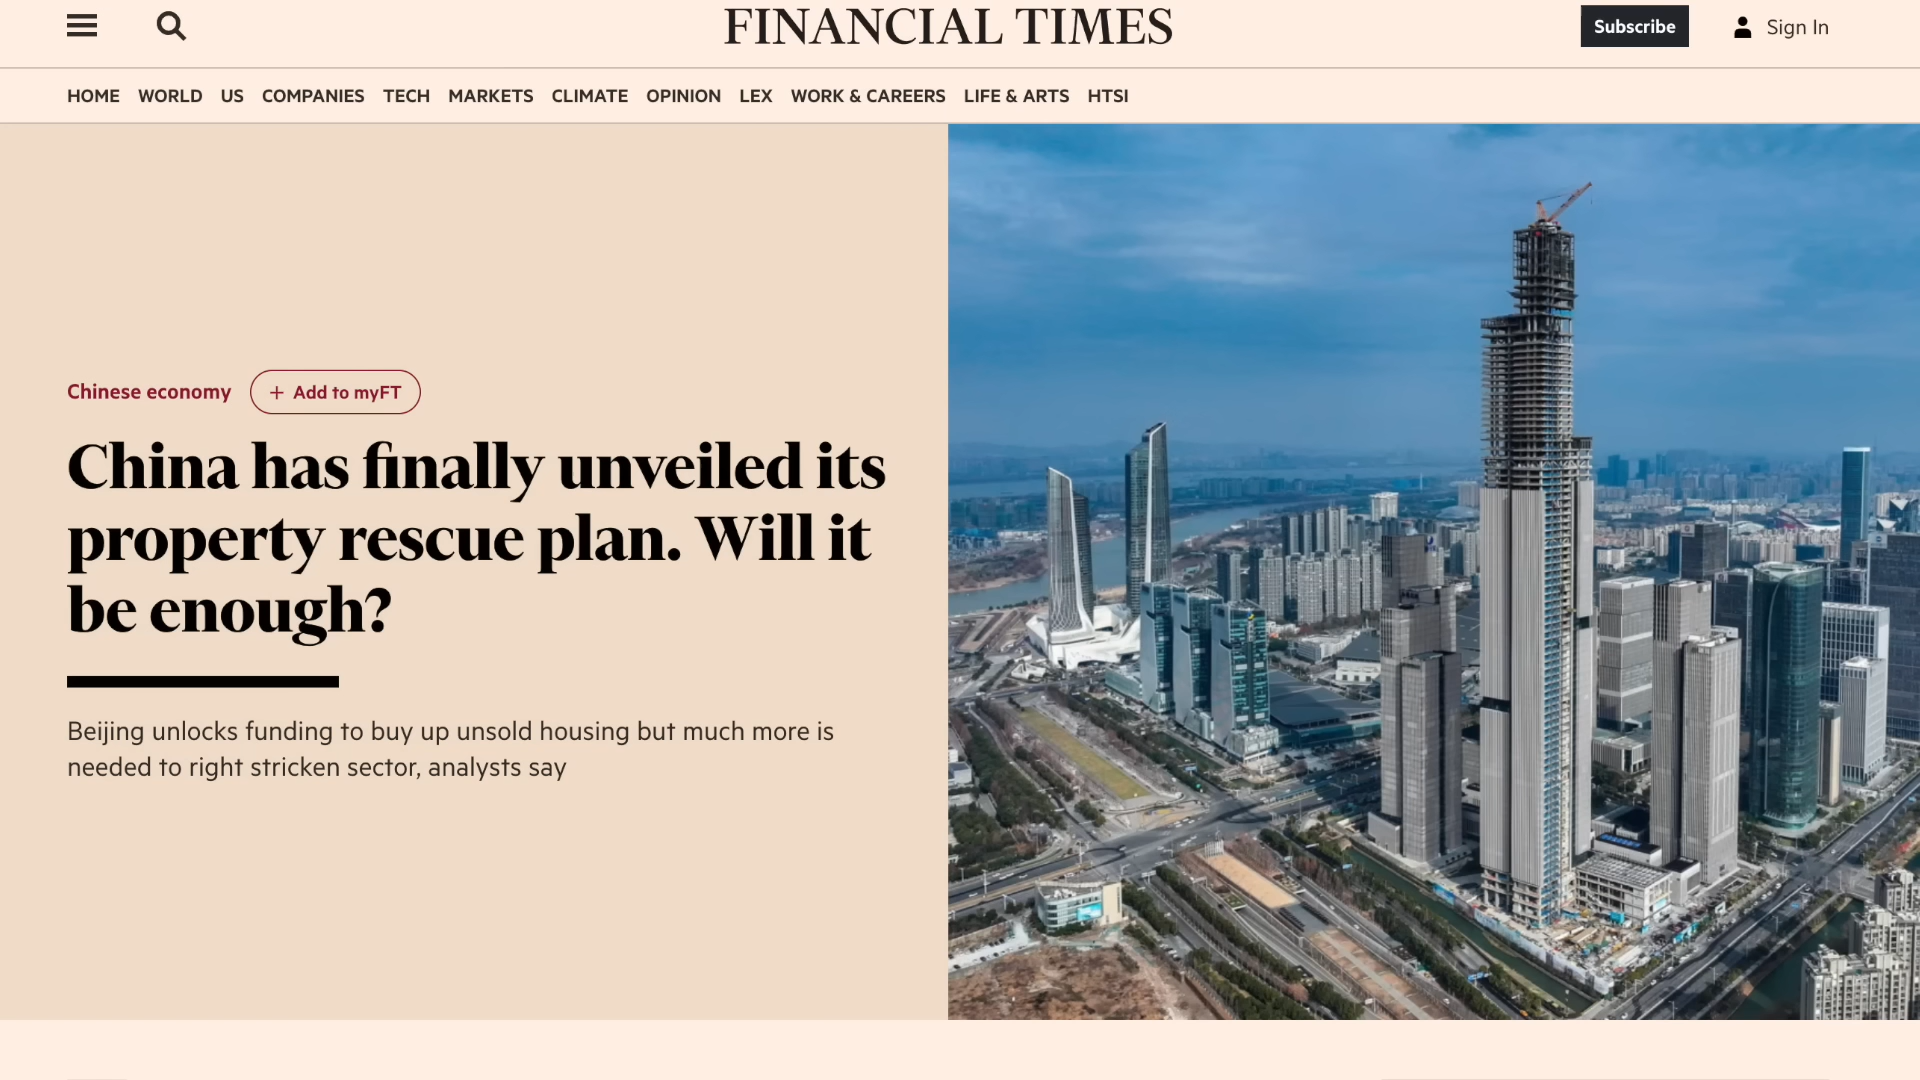 FINANCIAL TIMES
Subscribe
Sign In
HOME WORLD US COMPANIES TECH MARKETS CLIMATE OPINION LEX WORK & CAREERS LIFE & ARTS HTSI
Chinese economy
+ Add to myFT
China has finally unveiled its
property rescue plan. Will it
be enough?
Beijing unlocks funding to buy up unsold housing but much more is
needed to right stricken sector, analysts say